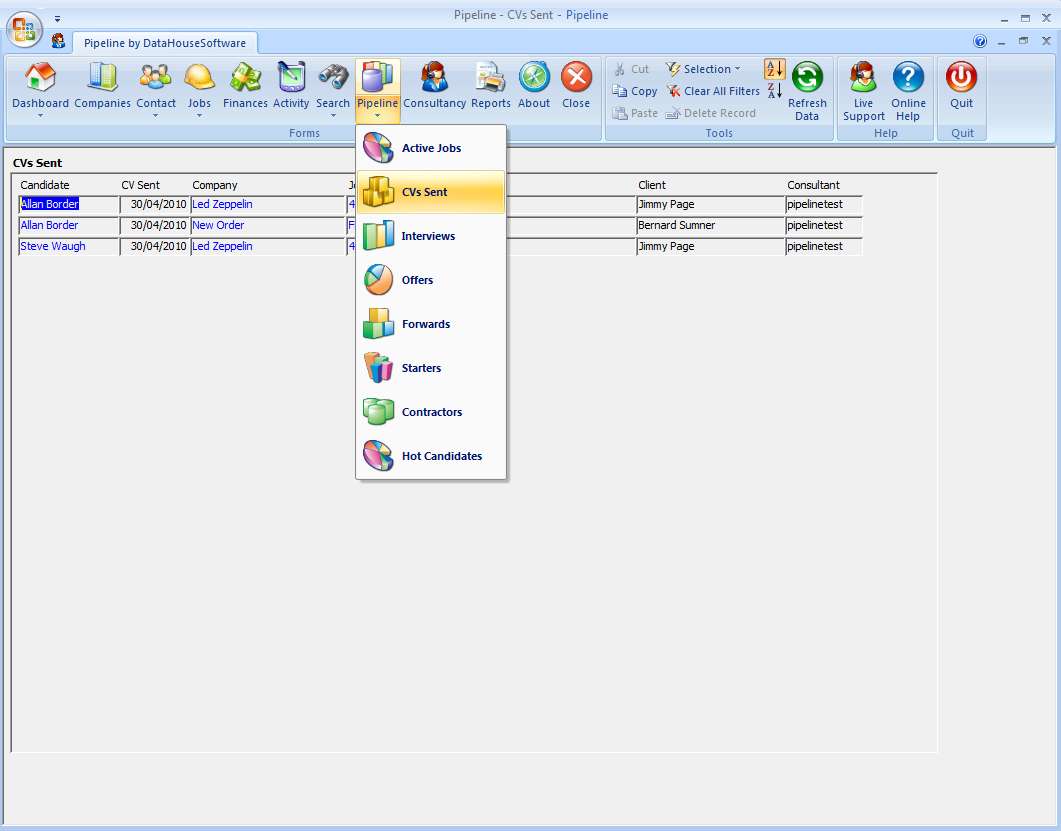 Pipeline - CVs Sent - Pipeline
Pipeline by DataHouseSoftware
Dashboard Companies Contact Jobs Finances Activity Search Pipeline Consultancy Reports About Close
Forms
Cut Selection
Copy Clear All Filters
Paste Delete Record
Refresh Data
Tools
Live Support Online Help
Help
Quit
Quit
CVs Sent
Candidate CV Sent Company Client Consultant
Allan Border 30/04/2010 Led Zeppelin 4 Jimmy Page pipelinetest
Allan Border 30/04/2010 New Order F Bernard Sumner pipelinetest
Steve Waugh 30/04/2010 Led Zeppelin 4 Jimmy Page pipelinetest
Active Jobs
CVs Sent
Interviews
Offers
Forwards
Starters
Contractors
Hot Candidates